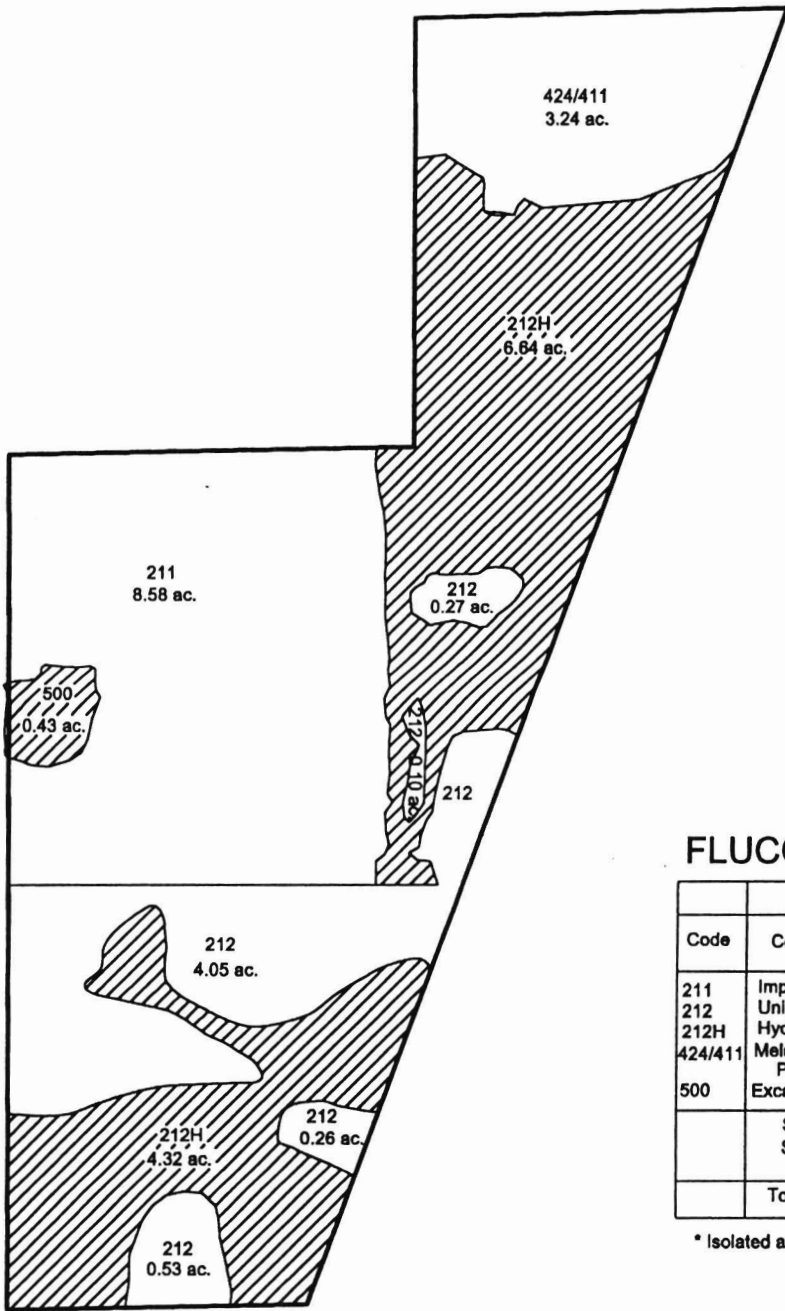 424/411
3.24 ac.
212H
6.64 ac.
211
8.58 ac.
212
0.27 ac.
500
0.43 ac.
212 0.10 ac.
212
212
4.05 ac.
212H
4.32 ac.
212
0.26 ac.
212
0.53 ac.
FLUC
Code
211
212
212H
424/411
500
Imp
Uni
Hyd
Mel
P
Exca
S
S
To
* Isolated a